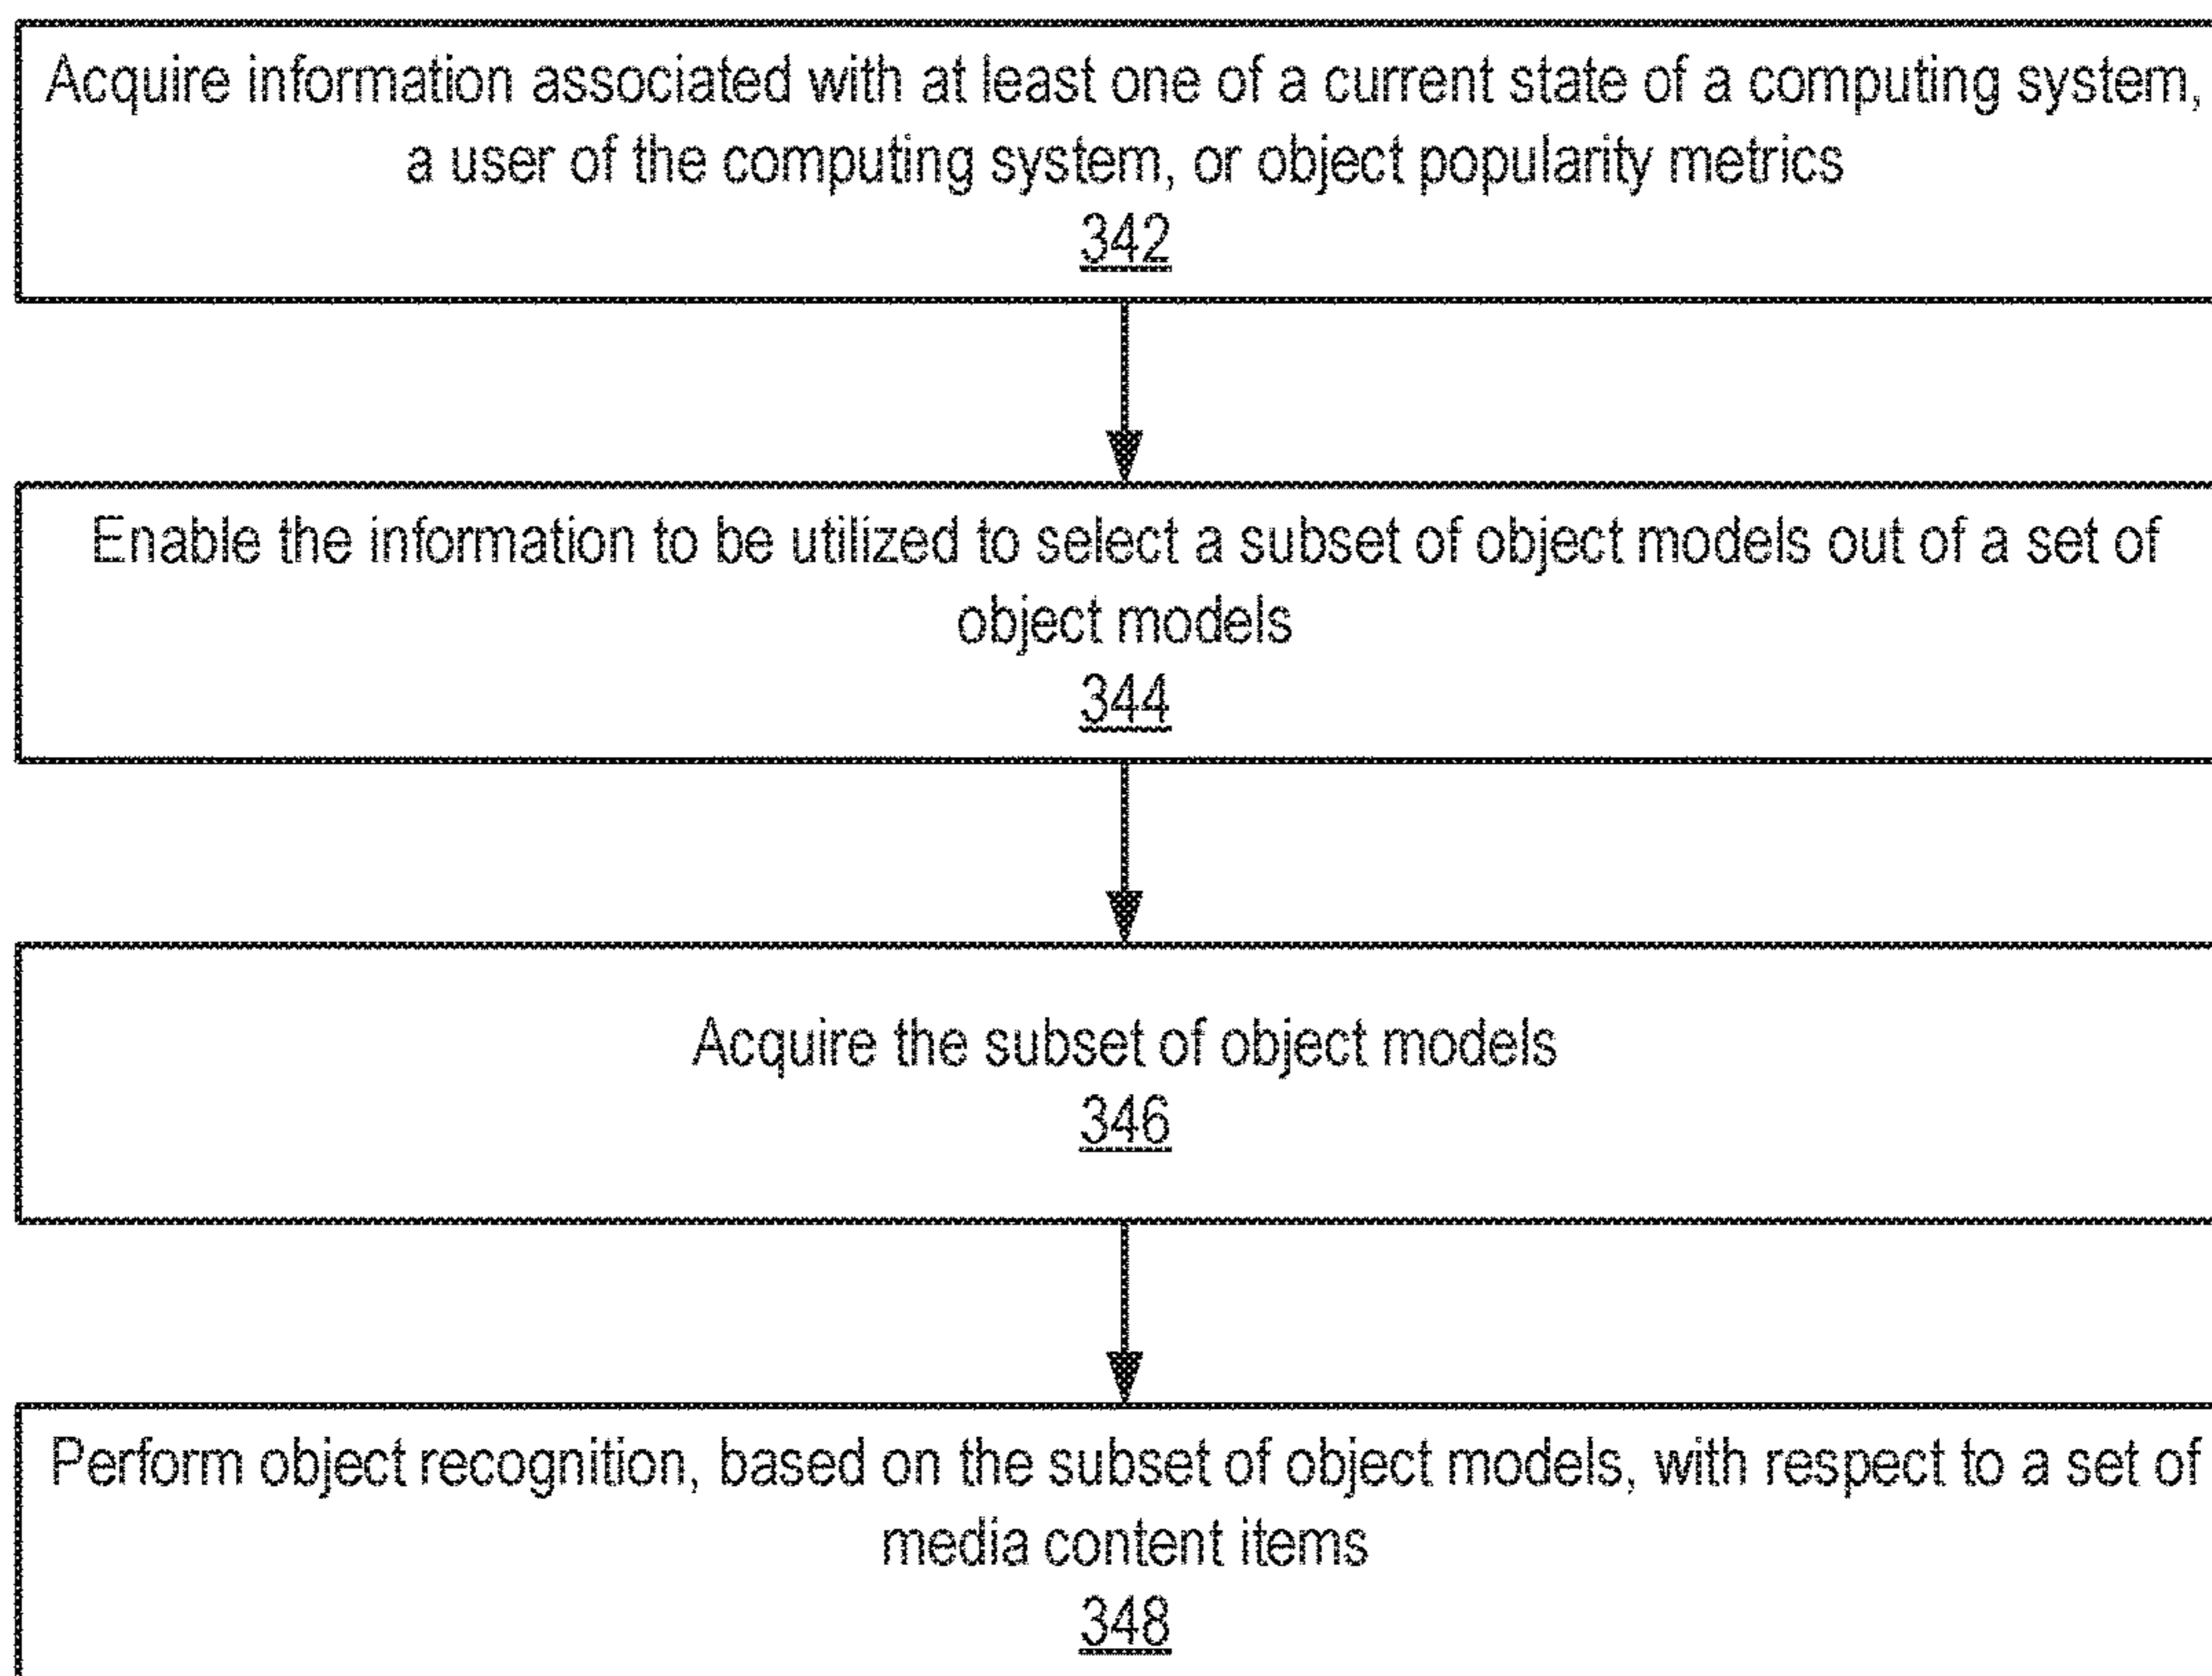 Acquire information associated with at least one of a current state of a computing system,
a user of the computing system, or object popularity metrics
342
Enable the information to be utilized to select a subset of object models out of a set of
object models
344
Acquire the subset of object models
346
Perform object recognition, based on the subset of object models, with respect to a set of
media content items
348